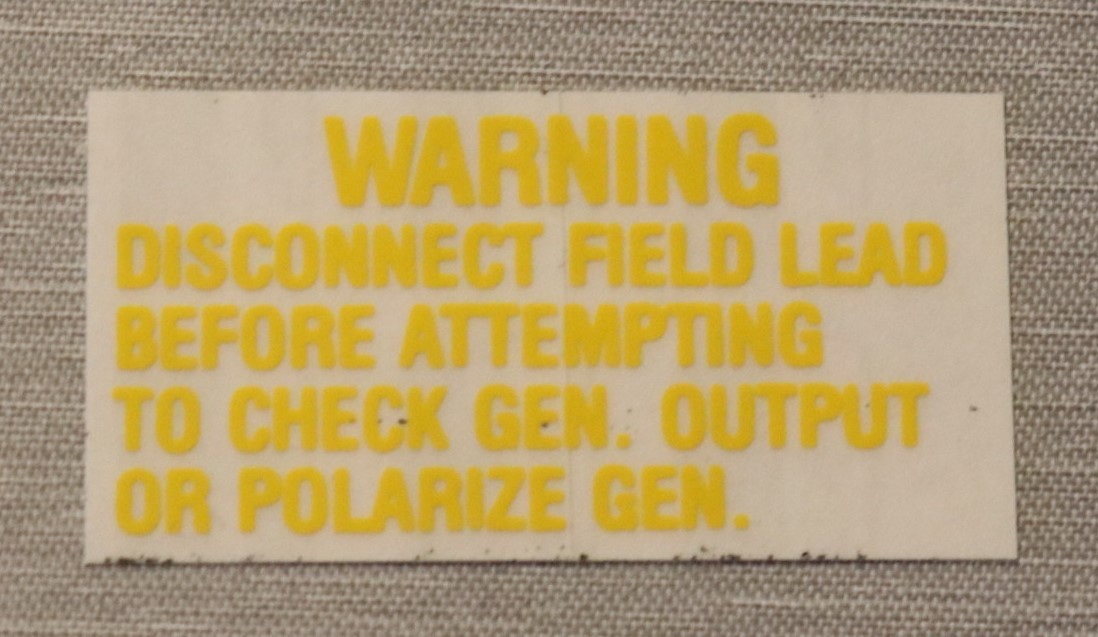 WARNING
DISCONNECT FIELD LEAD
BEFORE ATTEMPTING
TO CHECK GEN. OUTPUT
OR POLARIZE GEN.